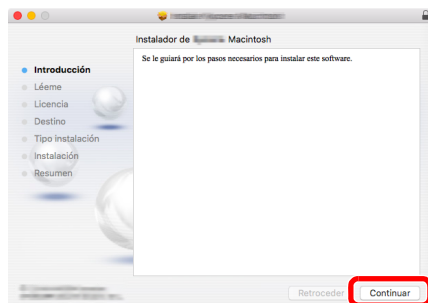 Instalador de Macintosh
Introducción
Se le guiará por los pasos necesarios para instalar este software.
Léeme
Licencia
Destino
Tipo instalación
Instalación
Resumen
Retroceder
Continuar